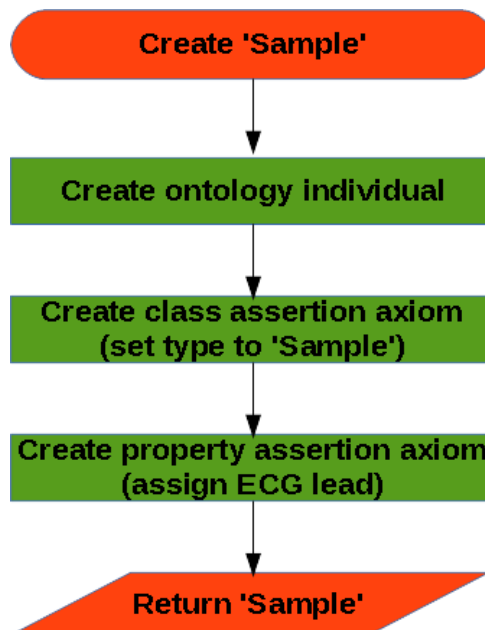 Create 'Sample'
Create ontology individual
Create class assertion axiom
(set type to 'Sample')
Create property assertion axiom
(assign ECG lead)
Return 'Sample'